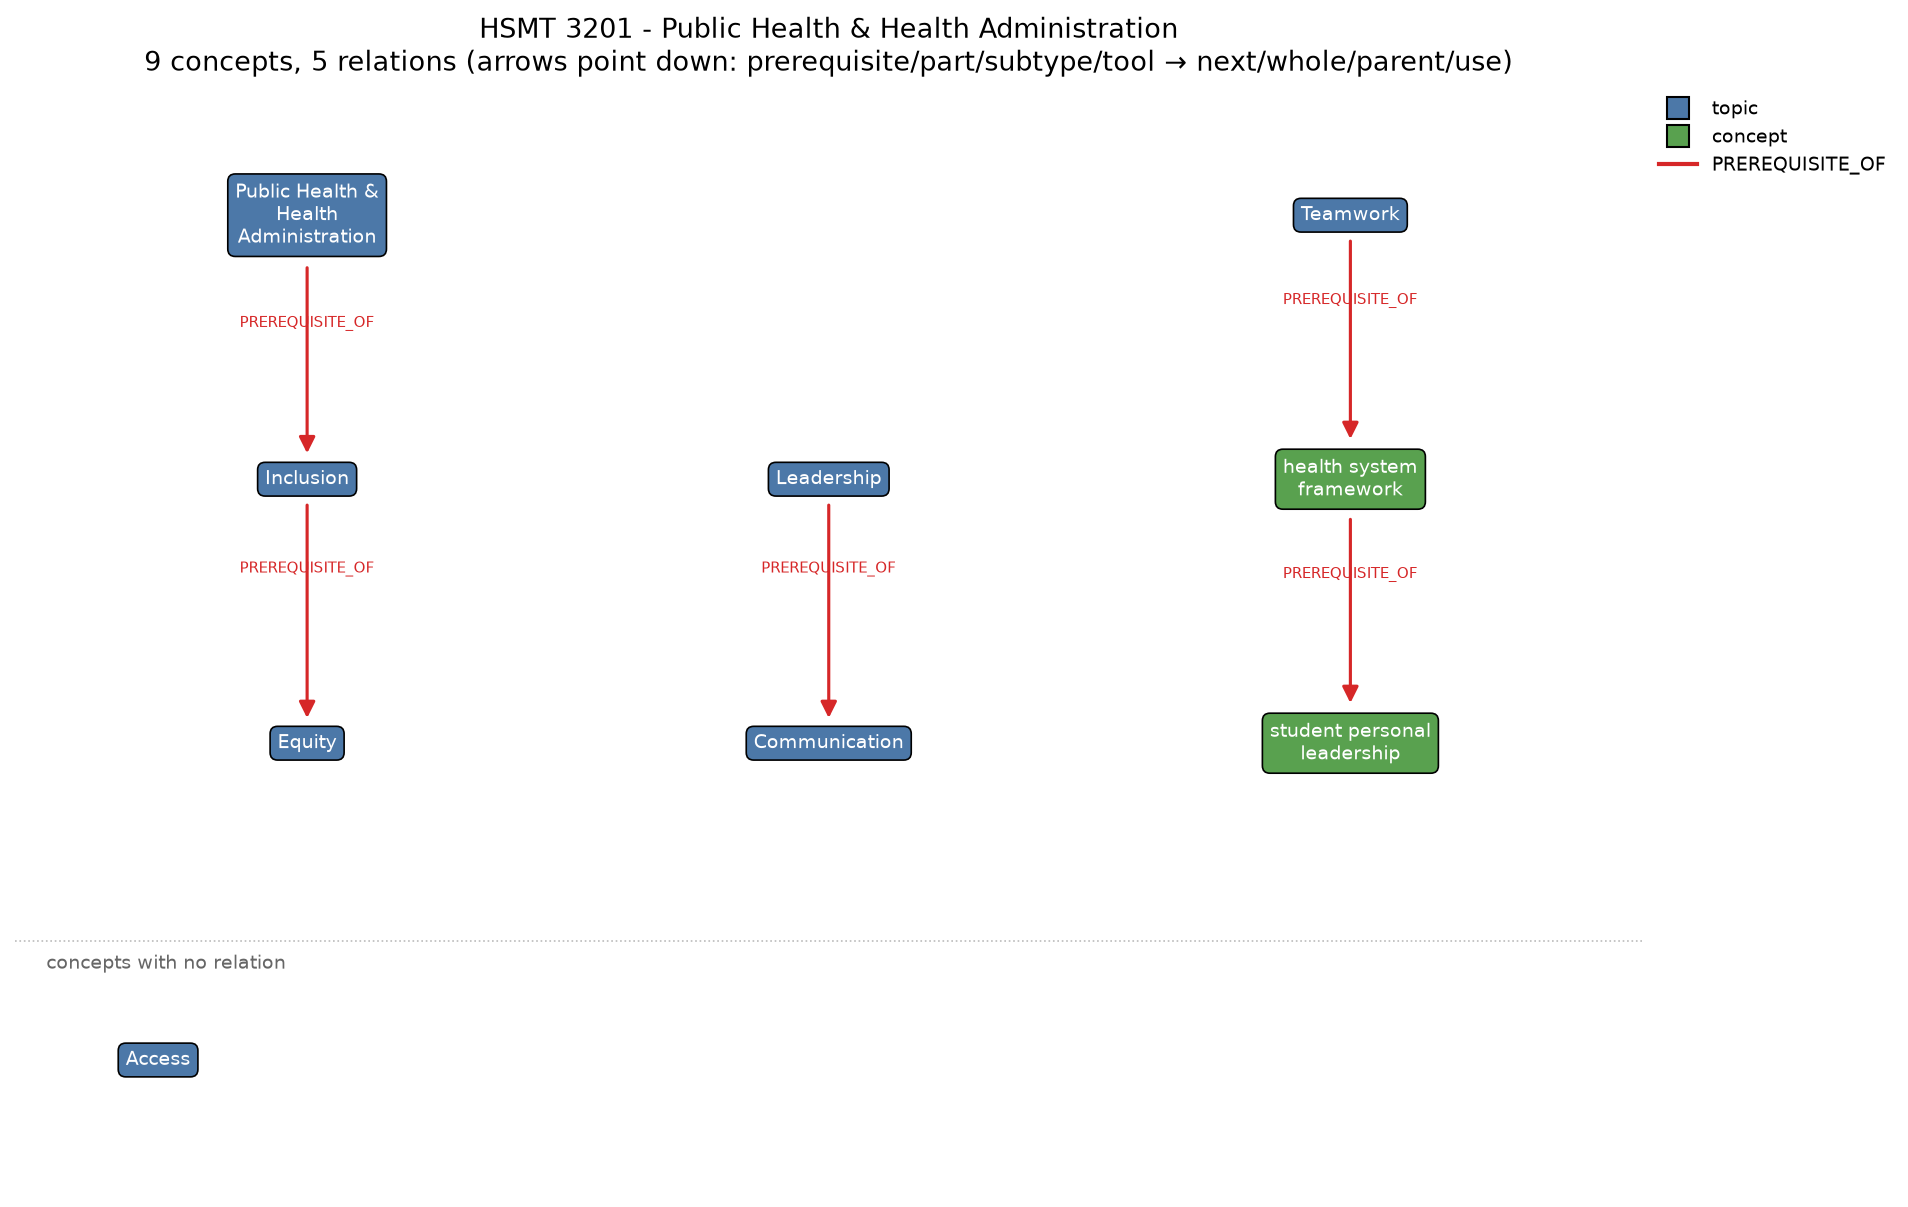 HSMT 3201 - Public Health & Health Administration
9 concepts, 5 relations (arrows point down: prerequisite/part/subtype/tool → next/whole/parent/use)
topic
concept
PREREQUISITE_OF
Public Health &
Health
Administration
Teamwork
PREREQUISITE_OF
PREREQUISITE_OF
Inclusion
Leadership
health system
framework
PREREQUISITE_OF
PREREQUISITE_OF
PREREQUISITE_OF
Equity
Communication
student personal
leadership
concepts with no relation
Access